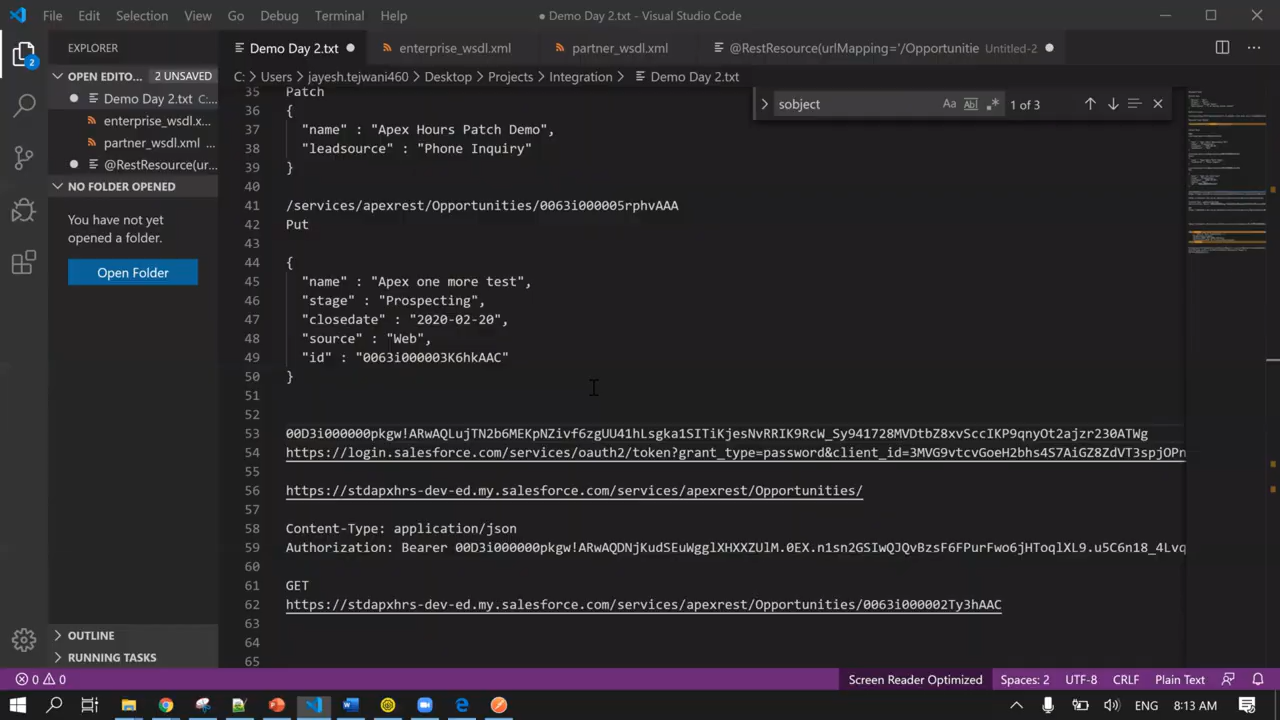 File Edit Selection View Go Debug Terminal Help
● Demo Day 2.txt - Visual Studio Code
EXPLORER
Demo Day 2.txt
enterprise_wsdl.xml
partner_wsdl.xml
@RestResource(urlMapping='/Opportunitie Untitled-2
OPEN EDITO... 2 UNSAVED
C: > Users > jayesh.tejwani460 > Desktop > Projects > Integration > Demo Day 2.txt
Demo Day 2.txt C:...
enterprise_wsdl.x...
partner_wsdl.xml ...
@RestResource(ur...
NO FOLDER OPENED
You have not yet
opened a folder.
Open Folder
OUTLINE
RUNNING TASKS
sobject Aa Abl .* 1 of 3
35 Patch
36 {
37 "name" : "Apex Hours Patch Demo",
38 "leadsource" : "Phone Inquiry"
39 }
40
41 /services/apexrest/Opportunities/0063i000005rphvAAA
42 Put
43
44 {
45 "name" : "Apex one more test",
46 "stage" : "Prospecting",
47 "closedate" : "2020-02-20",
48 "source" : "Web",
49 "id" : "0063i000003K6hkAAC"
50 }
51
52
53 00D3i000000pkgw!ARwAQLujTN2b6MEKpNZivf6zgUU41hLsgka1SITiKjesNvRRIK9RcW_Sy941728MVDtbZ8xvSccIKP9qnyOt2ajzr230ATWg
54 https://login.salesforce.com/services/oauth2/token?grant_type=password&client_id=3MVG9vtcvGoeH2bhs4S7AiGZ8ZdVT3spjOPn
55
56 https://stdapxhrs-dev-ed.my.salesforce.com/services/apexrest/Opportunities/
57
58 Content-Type: application/json
59 Authorization: Bearer 00D3i000000pkgw!ARwAQDNjKudSEuWgglXHXXZUlM.0EX.n1sn2GSIwQJQvBzsF6FPurFwo6jHToqlXL9.u5C6n18_4Lvq
60
61 GET
62 https://stdapxhrs-dev-ed.my.salesforce.com/services/apexrest/Opportunities/0063i000002Ty3hAAC
63
64
65
0 0 Screen Reader Optimized Spaces: 2 UTF-8 CRLF Plain Text
ENG 8:13 AM